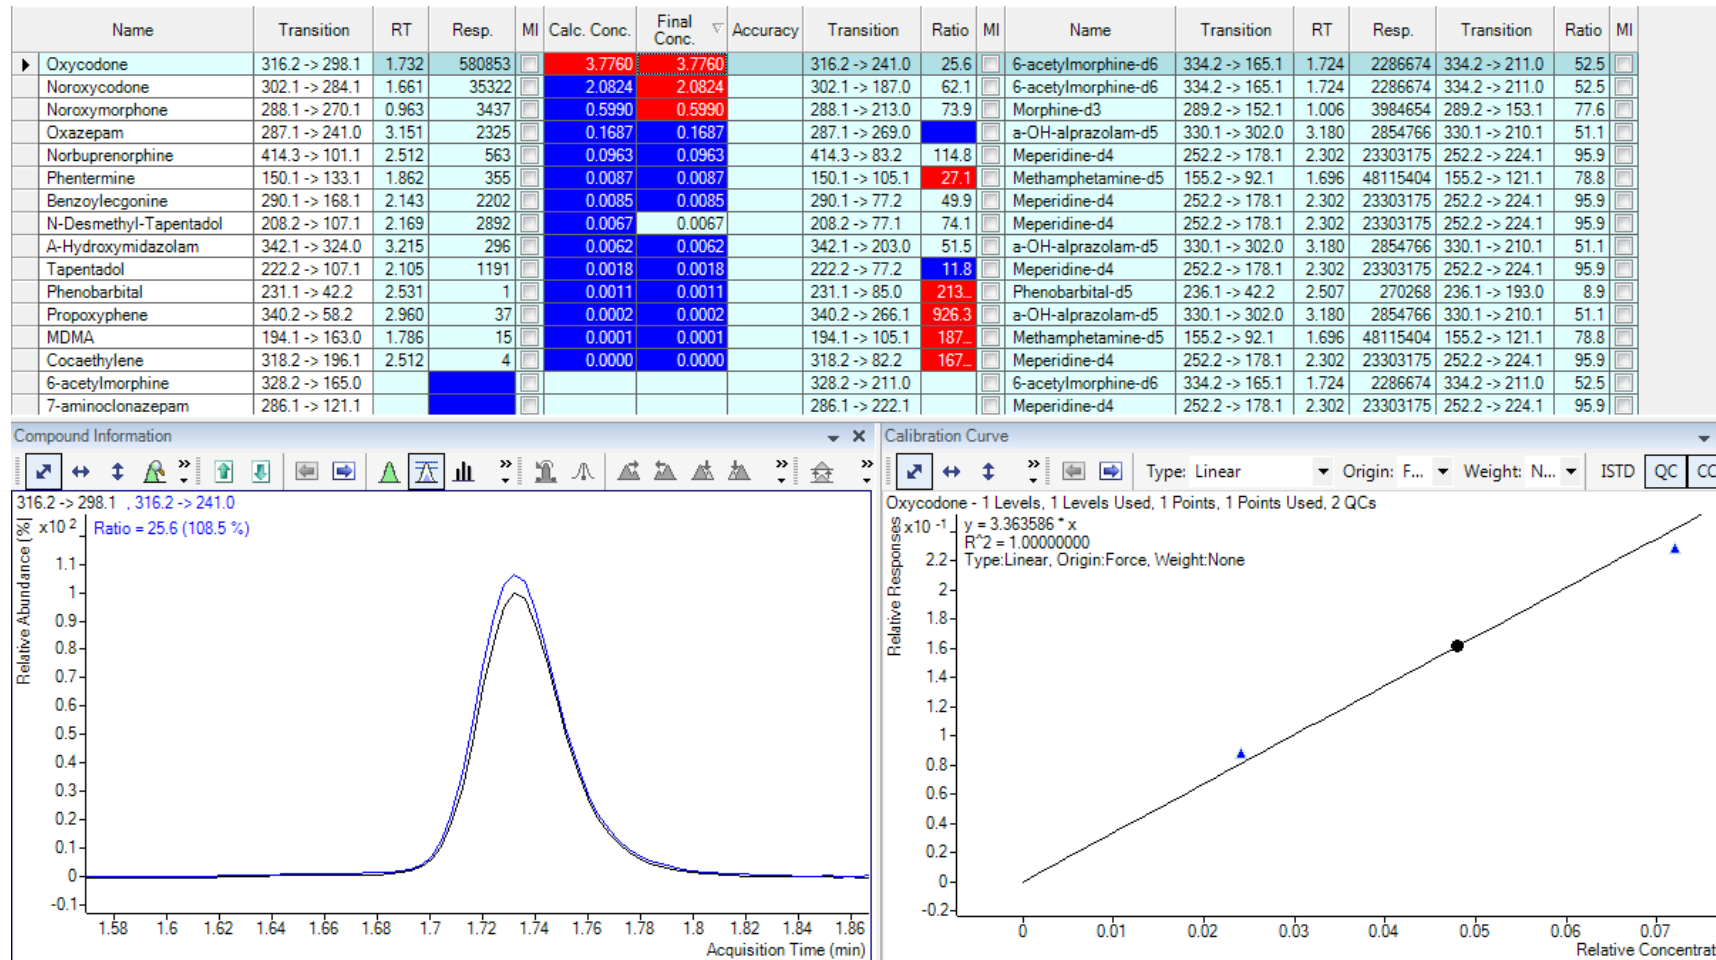 Name Transition RT Resp. MI Calc. Conc. Final Conc. Accuracy Transition Ratio MI Name Transition RT Resp. Transition Ratio MI
Oxycodone 316.2 -> 298.1 1.732 580853 3.7760 3.7760 316.2 -> 241.0 25.6 6-acetylmorphine-d6 334.2 -> 165.1 1.724 2286674 334.2 -> 211.0 52.5
Noroxycodone 302.1 -> 284.1 1.661 35322 2.0824 2.0824 302.1 -> 187.0 62.1 6-acetylmorphine-d6 334.2 -> 165.1 1.724 2286674 334.2 -> 211.0 52.5
Noroxymorphone 288.1 -> 270.1 0.963 3437 0.5990 0.5990 288.1 -> 213.0 73.9 Morphine-d3 289.2 -> 152.1 1.006 3984654 289.2 -> 153.1 77.6
Oxazepam 287.1 -> 241.0 3.151 2325 0.1687 0.1687 287.1 -> 269.0 a-OH-alprazolam-d5 330.1 -> 302.0 3.180 2854766 330.1 -> 210.1 51.1
Norbuprenorphine 414.3 -> 101.1 2.512 563 0.0963 0.0963 414.3 -> 83.2 114.8 Meperidine-d4 252.2 -> 178.1 2.302 23303175 252.2 -> 224.1 95.9
Phentermine 150.1 -> 133.1 1.862 355 0.0087 0.0087 150.1 -> 105.1 27.1 Methamphetamine-d5 155.2 -> 92.1 1.696 48115404 155.2 -> 121.1 78.8
Benzoylecgonine 290.1 -> 168.1 2.143 2202 0.0085 0.0085 290.1 -> 77.2 49.9 Meperidine-d4 252.2 -> 178.1 2.302 23303175 252.2 -> 224.1 95.9
N-Desmethyl-Tapentadol 208.2 -> 107.1 2.169 2892 0.0067 0.0067 208.2 -> 77.1 74.1 Meperidine-d4 252.2 -> 178.1 2.302 23303175 252.2 -> 224.1 95.9
A-Hydroxymidazolam 342.1 -> 324.0 3.215 296 0.0062 0.0062 342.1 -> 203.0 51.5 a-OH-alprazolam-d5 330.1 -> 302.0 3.180 2854766 330.1 -> 210.1 51.1
Tapentadol 222.2 -> 107.1 2.105 1191 0.0018 0.0018 222.2 -> 77.2 11.8 Meperidine-d4 252.2 -> 178.1 2.302 23303175 252.2 -> 224.1 95.9
Phenobarbital 231.1 -> 42.2 2.531 1 0.0011 0.0011 231.1 -> 85.0 213... Phenobarbital-d5 236.1 -> 42.2 2.507 270268 236.1 -> 193.0 8.9
Propoxyphene 340.2 -> 58.2 2.960 37 0.0002 0.0002 340.2 -> 266.1 926.3 a-OH-alprazolam-d5 330.1 -> 302.0 3.180 2854766 330.1 -> 210.1 51.1
MDMA 194.1 -> 163.0 1.786 15 0.0001 0.0001 194.1 -> 105.1 187... Methamphetamine-d5 155.2 -> 92.1 1.696 48115404 155.2 -> 121.1 78.8
Cocaethylene 318.2 -> 196.1 2.512 4 0.0000 0.0000 318.2 -> 82.2 167... Meperidine-d4 252.2 -> 178.1 2.302 23303175 252.2 -> 224.1 95.9
6-acetylmorphine 328.2 -> 165.0 328.2 -> 211.0 6-acetylmorphine-d6 334.2 -> 165.1 1.724 2286674 334.2 -> 211.0 52.5
7-aminoclonazepam 286.1 -> 121.1 286.1 -> 222.1 Meperidine-d4 252.2 -> 178.1 2.302 23303175 252.2 -> 224.1 95.9
Compound Information
316.2 -> 298.1 , 316.2 -> 241.0
x10 2 Ratio = 25.6 (108.5 %)
Relative Abundance (%)
1.1
1
0.9
0.8
0.7
0.6
0.5
0.4
0.3
0.2
0.1
0
-0.1
1.58 1.6 1.62 1.64 1.66 1.68 1.7 1.72 1.74 1.76 1.78 1.8 1.82 1.84 1.86
Acquisition Time (min)
Calibration Curve
Type: Linear Origin: F... Weight: N... ISTD QC CC
Oxycodone - 1 Levels, 1 Levels Used, 1 Points, 1 Points Used, 2 QCs
x10 -1 y = 3.363586 * x
R^2 = 1.00000000
Type:Linear, Origin:Force, Weight:None
Relative Responses
2.2
2
1.8
1.6
1.4
1.2
1
0.8
0.6
0.4
0.2
0
-0.2
0 0.01 0.02 0.03 0.04 0.05 0.06 0.07
Relative Concentrat